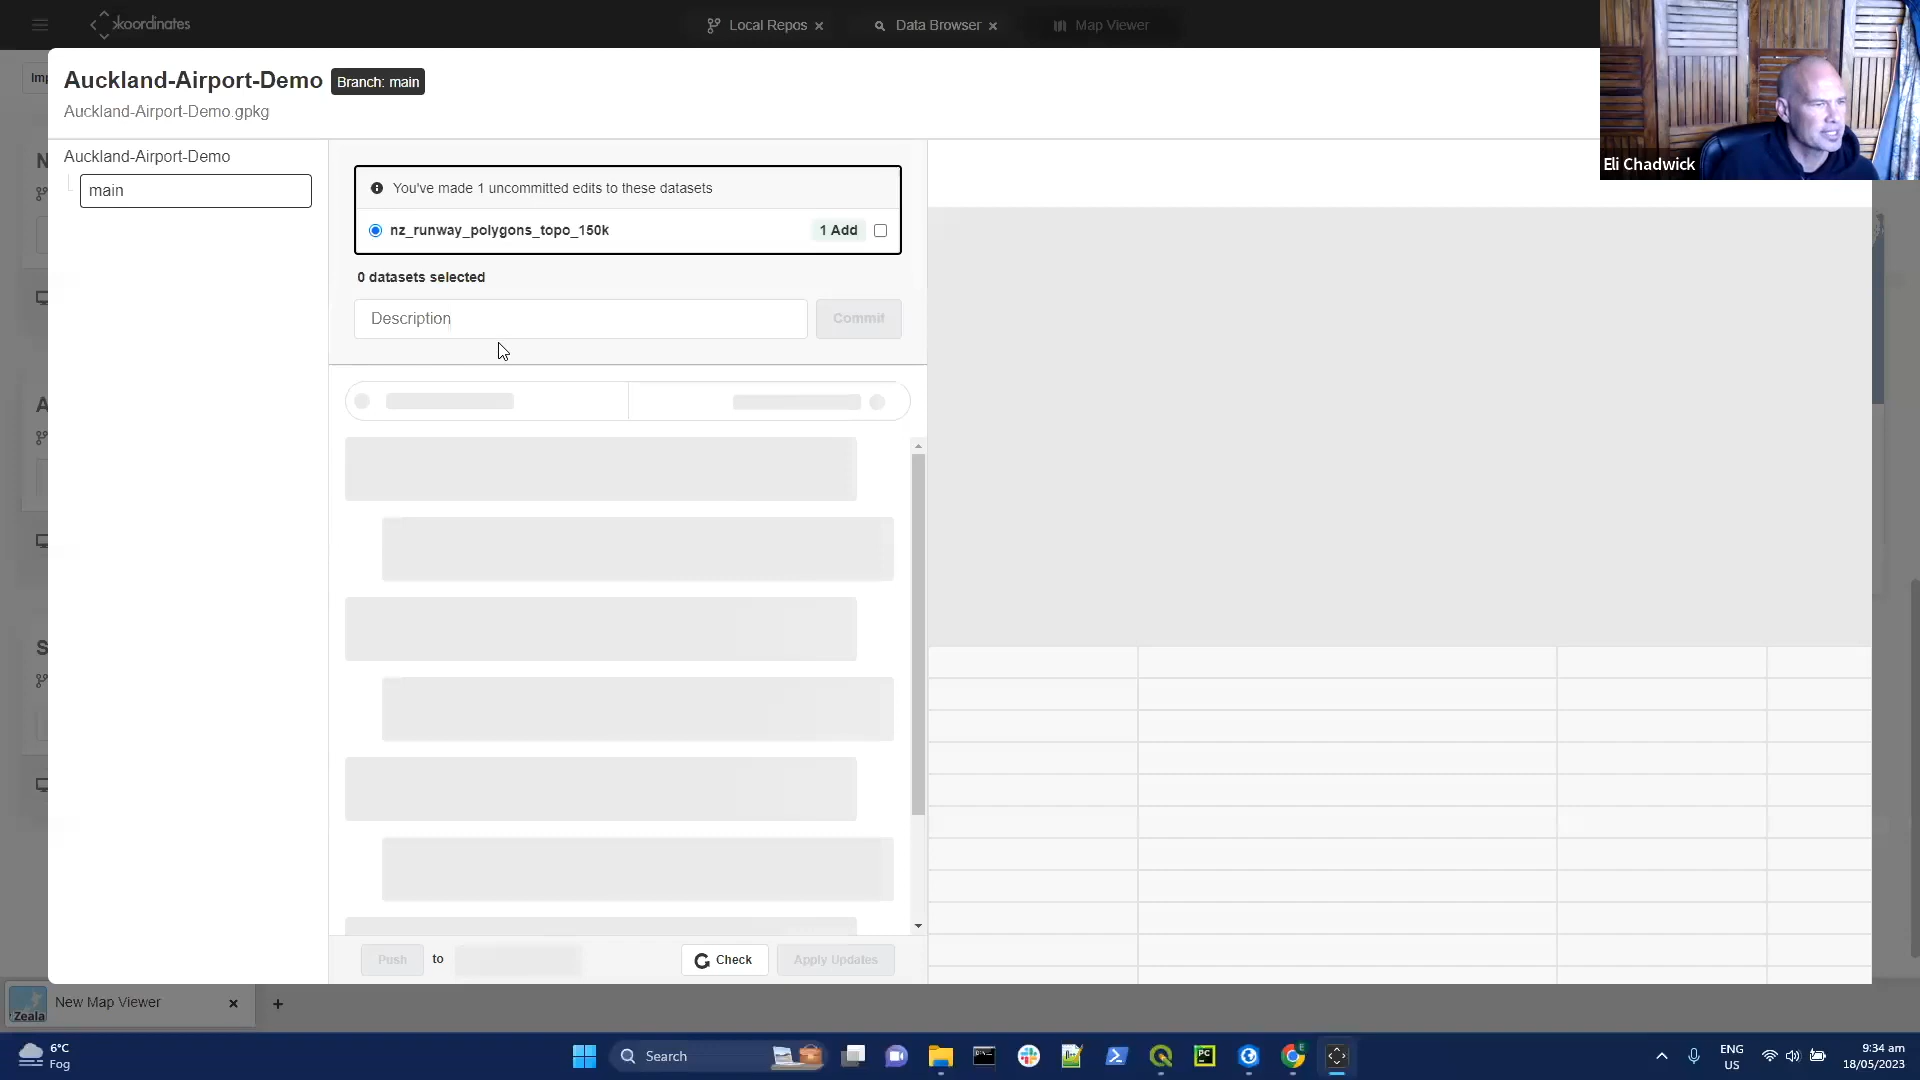 koordinates
Local Repos
Data Browser
Map Viewer
Auckland-Airport-Demo
Branch: main
Auckland-Airport-Demo.gpkg
Auckland-Airport-Demo
main
You've made 1 uncommitted edits to these datasets
nz_runway_polygons_topo_150k
1 Add
0 datasets selected
Description
Commit
Push to
Check
Apply Updates
Eli Chadwick
New Map Viewer
Zeala
6°C
Fog
Search
ENG
US
9:34 am
18/05/2023